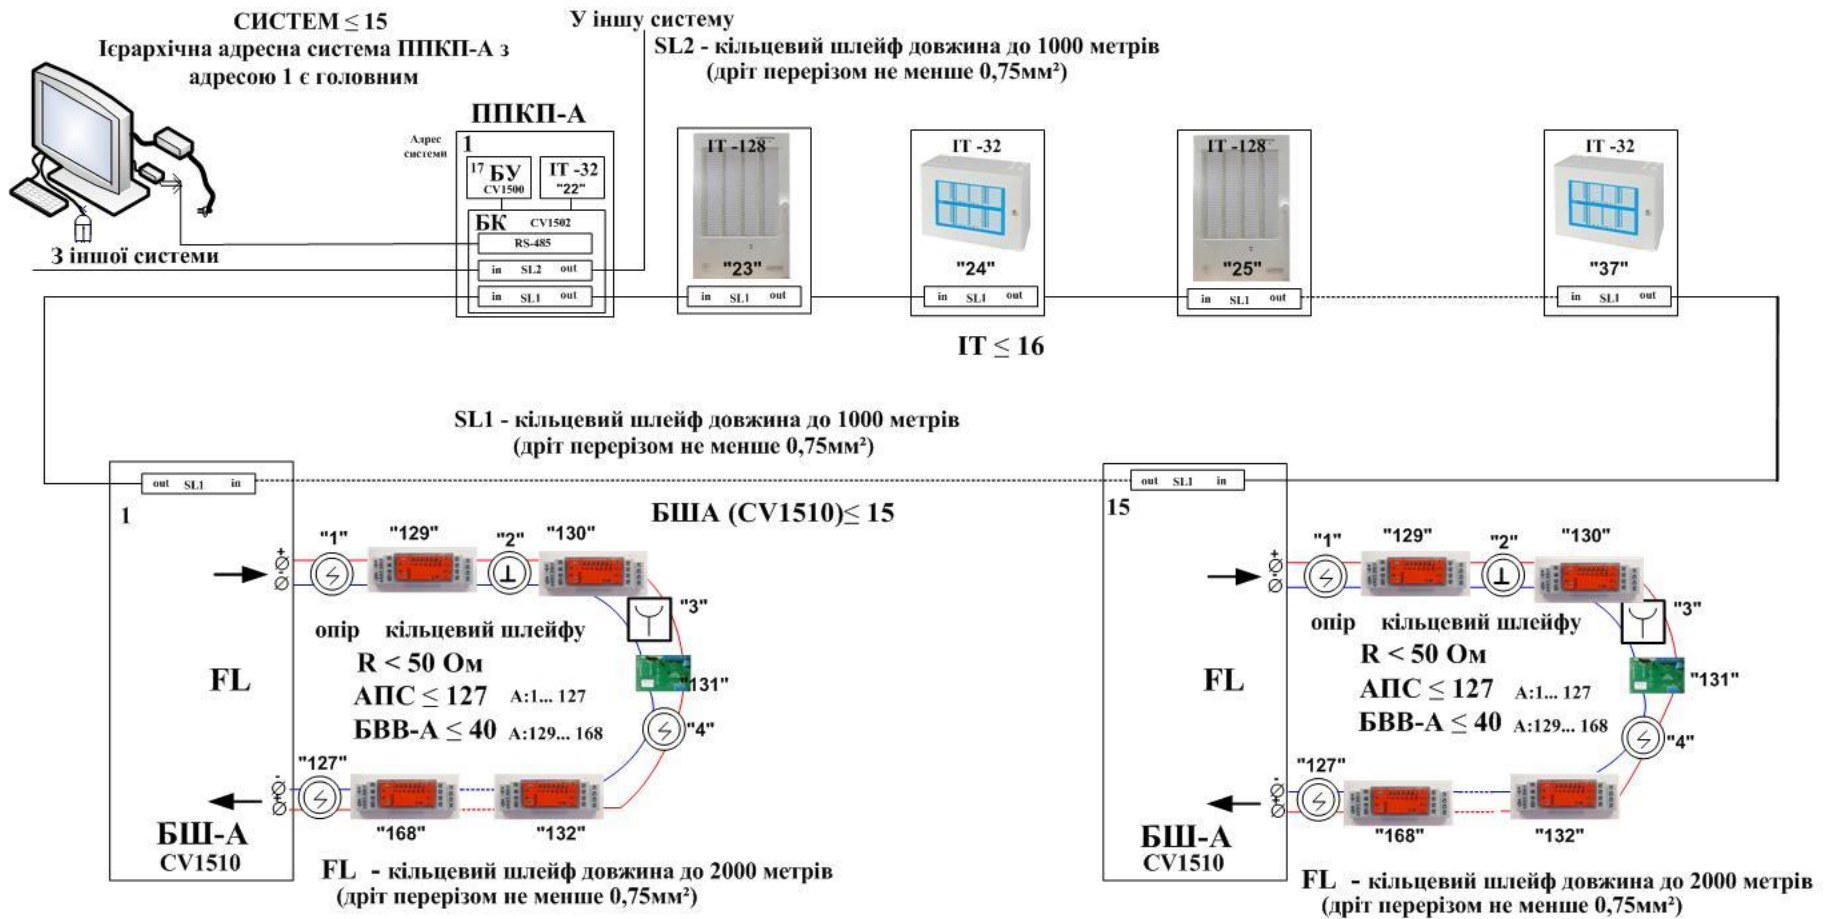 СИСТЕМ ≤ 15
Ієрархічна адресна система ППКП-А з
адресою 1 є головним
У іншу систему
SL2 - кільцевий шлейф довжина до 1000 метрів
(дріт перерізом не менше 0,75мм²)
ППКП-А
Адрес
системи
1
17 БУ
CV1500
ІТ -32
"22"
БК CV1502
RS-485
in SL2 out
in SL1 out
З іншої системи
ІТ -128
"23"
in SL1 out
ІТ -32
"24"
in SL1 out
ІТ -128
"25"
in SL1 out
ІТ -32
"37"
in SL1 out
ІТ ≤ 16
SL1 - кільцевий шлейф довжина до 1000 метрів
(дріт перерізом не менше 0,75мм²)
out SL1 in
1
БША (CV1510)≤ 15
out SL1 in
15
"1" "129" "2" "130"
+
-
"3"
опір кільцевий шлейфу
R < 50 Ом
АПС ≤ 127 А:1... 127
БВВ-А ≤ 40 А:129... 168
"131"
"4"
FL
"127"
-
+
"168" "132"
БШ-А
CV1510
FL - кільцевий шлейф довжина до 2000 метрів
(дріт перерізом не менше 0,75мм²)
"1" "129" "2" "130"
+
-
"3"
опір кільцевий шлейфу
R < 50 Ом
АПС ≤ 127 А:1... 127
БВВ-А ≤ 40 А:129... 168
"131"
"4"
FL
"127"
-
+
"168" "132"
БШ-А
CV1510
FL - кільцевий шлейф довжина до 2000 метрів
(дріт перерізом не менше 0,75мм²)